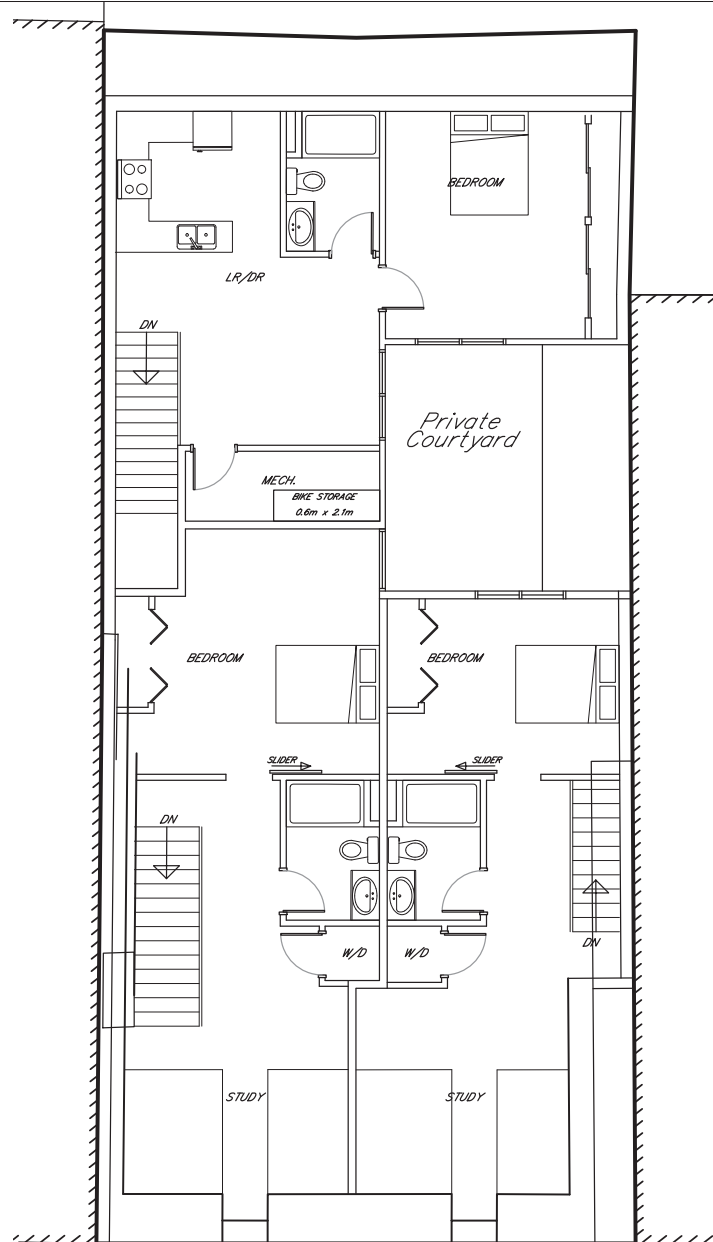 BEDROOM
LR/DR
DN
Private
Courtyard
MECH.
BIKE STORAGE
0.6m x 2.1m
BEDROOM
BEDROOM
SLIDER
SLIDER
DN
DN
W/D
W/D
STUDY
STUDY